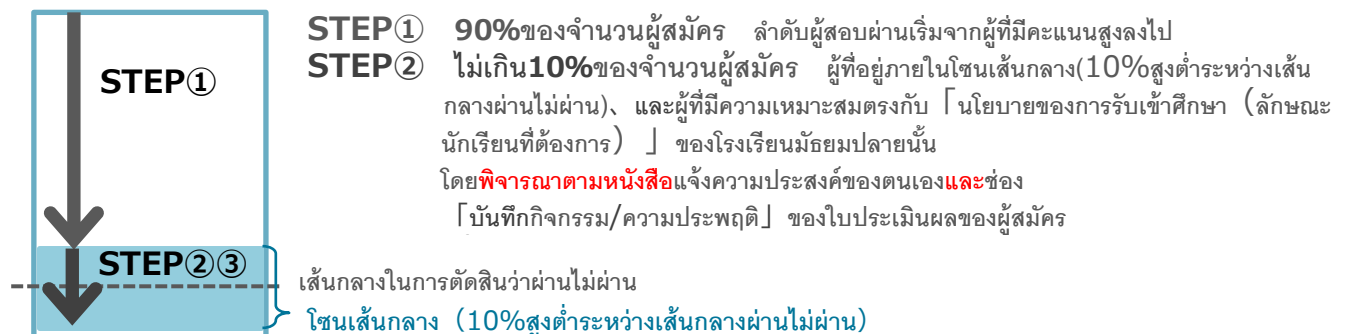 STEP① 90%ของจำนวนผู้สมัคร ลำดับผู้สอบผ่านเริ่มจากผู้ที่มีคะแนนสูงลงไป
STEP② ไม่เกิน10%ของจำนวนผู้สมัคร ผู้ที่อยู่ภายในโซนเส้นกลาง(10%สูงต่ำระหว่างเส้น
กลางผ่านไม่ผ่าน)、และผู้ที่มีความเหมาะสมตรงกับ「นโยบายของการรับเข้าศึกษา（ลักษณะ
นักเรียนที่ต้องการ）」ของโรงเรียนมัธยมปลายนั้น
โดยพิจารณาตามหนังสือแจ้งความประสงค์ของตนเองและช่อง
「บันทึกกิจกรรม/ความประพฤติ」ของใบประเมินผลของผู้สมัคร
STEP①
STEP②③
เส้นกลางในการตัดสินว่าผ่านไม่ผ่าน
โซนเส้นกลาง（10%สูงต่ำระหว่างเส้นกลางผ่านไม่ผ่าน）